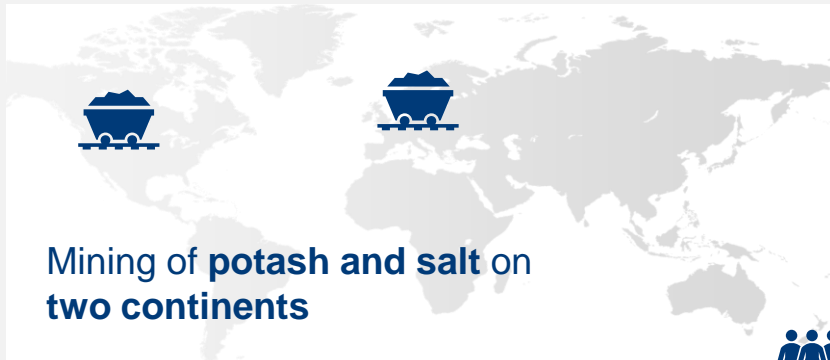 Mining of potash and salt on
two continents